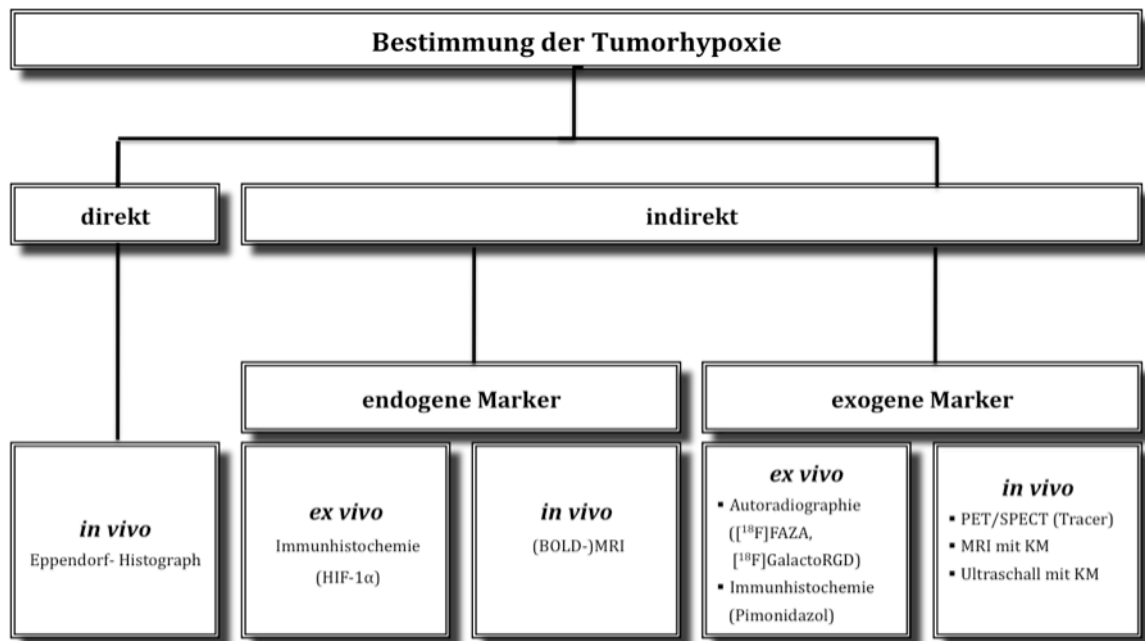 Bestimmung der Tumorhypoxie
direkt
indirekt
endogene Marker
exogene Marker
in vivo
Eppendorf- Histograph
ex vivo
Immunhistochemie
(HIF-1α)
in vivo
(BOLD-)MRI
ex vivo
▪ Autoradiographie
([¹⁸F]FAZA,
[¹⁸F]GalactoRGD)
▪ Immunhistochemie
(Pimonidazol)
in vivo
▪ PET/SPECT (Tracer)
▪ MRI mit KM
▪ Ultraschall mit KM